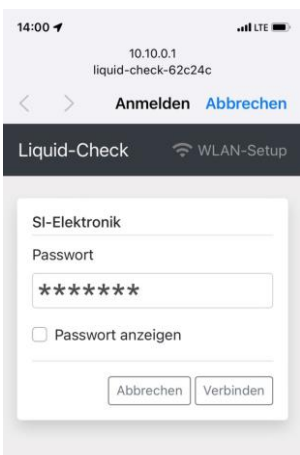 14:00 LTE
10.10.0.1
liquid-check-62c24c
Anmelden Abbrechen
Liquid-Check WLAN-Setup
SI-Elektronik
Passwort
*******
Passwort anzeigen
Abbrechen Verbinden